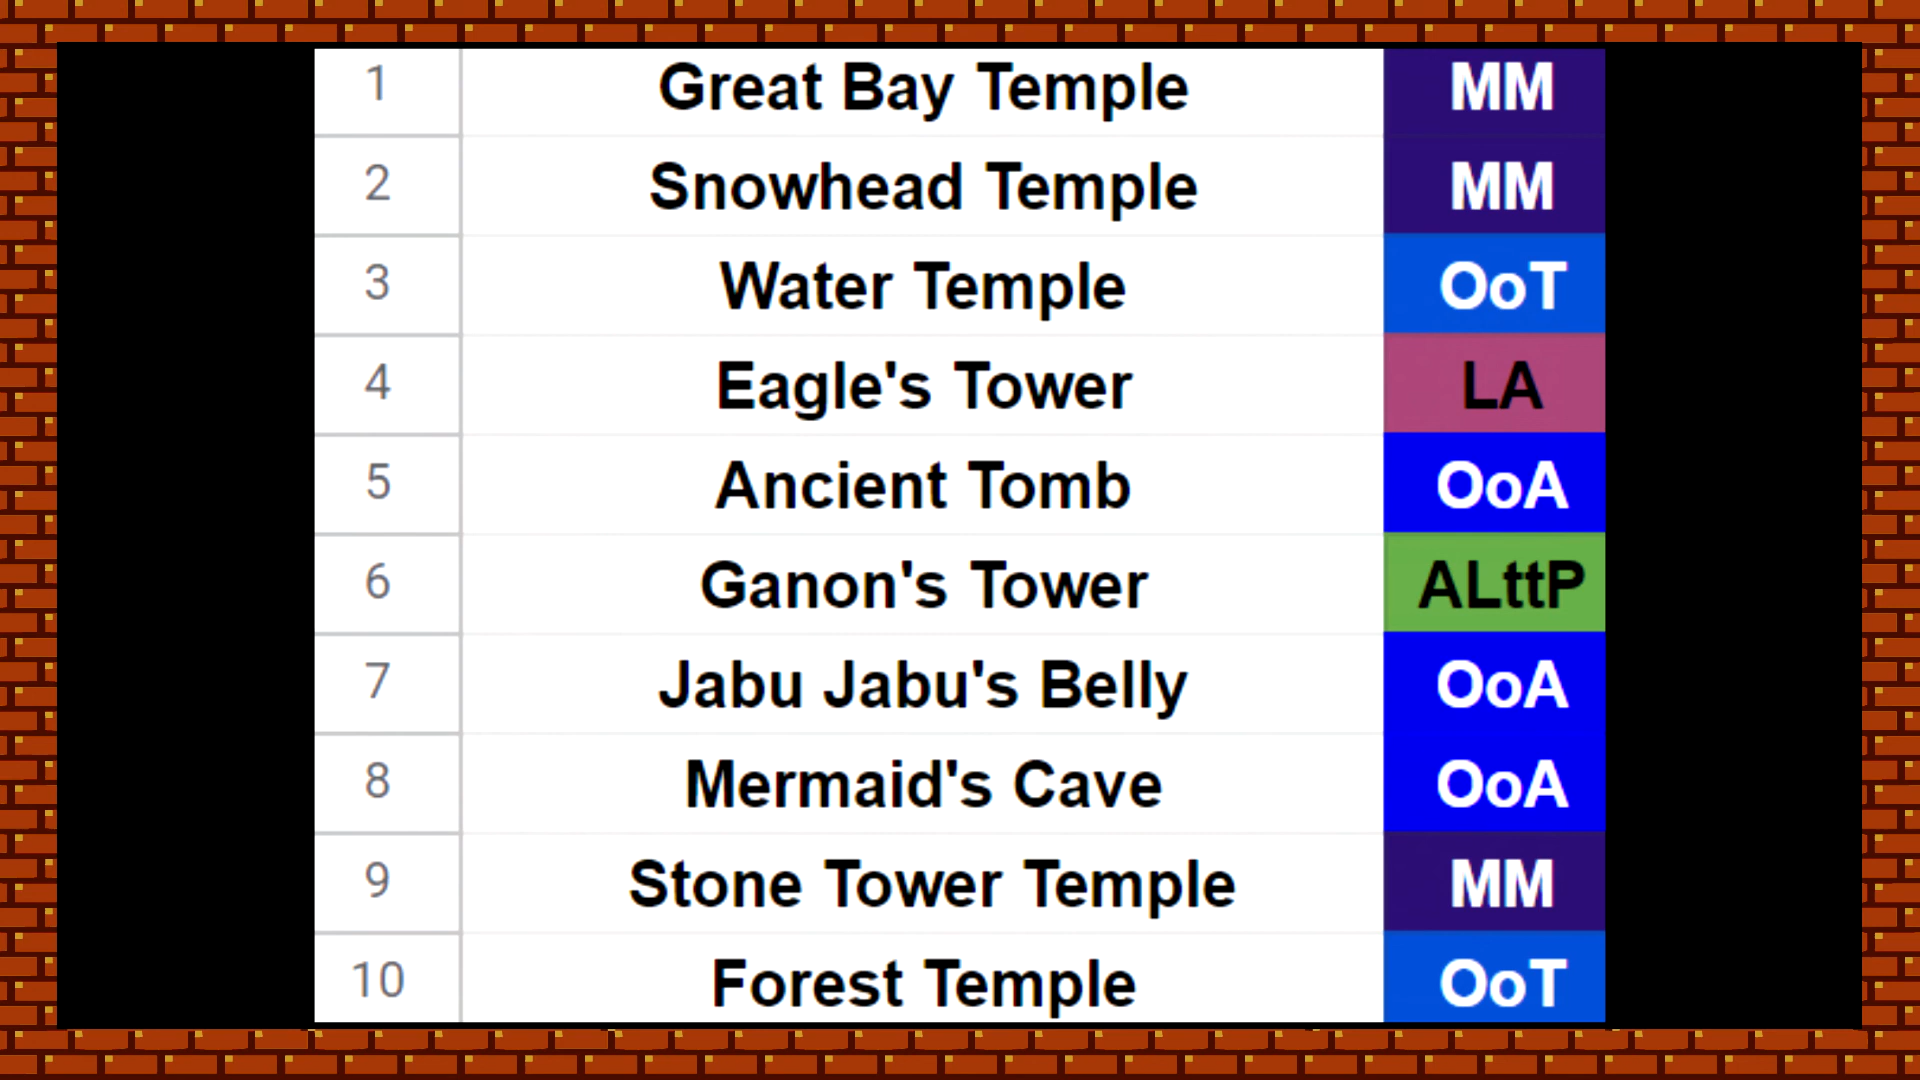 1 Great Bay Temple MM
2 Snowhead Temple MM
3 Water Temple OoT
4 Eagle's Tower LA
5 Ancient Tomb OoA
6 Ganon's Tower ALttP
7 Jabu Jabu's Belly OoA
8 Mermaid's Cave OoA
9 Stone Tower Temple MM
10 Forest Temple OoT